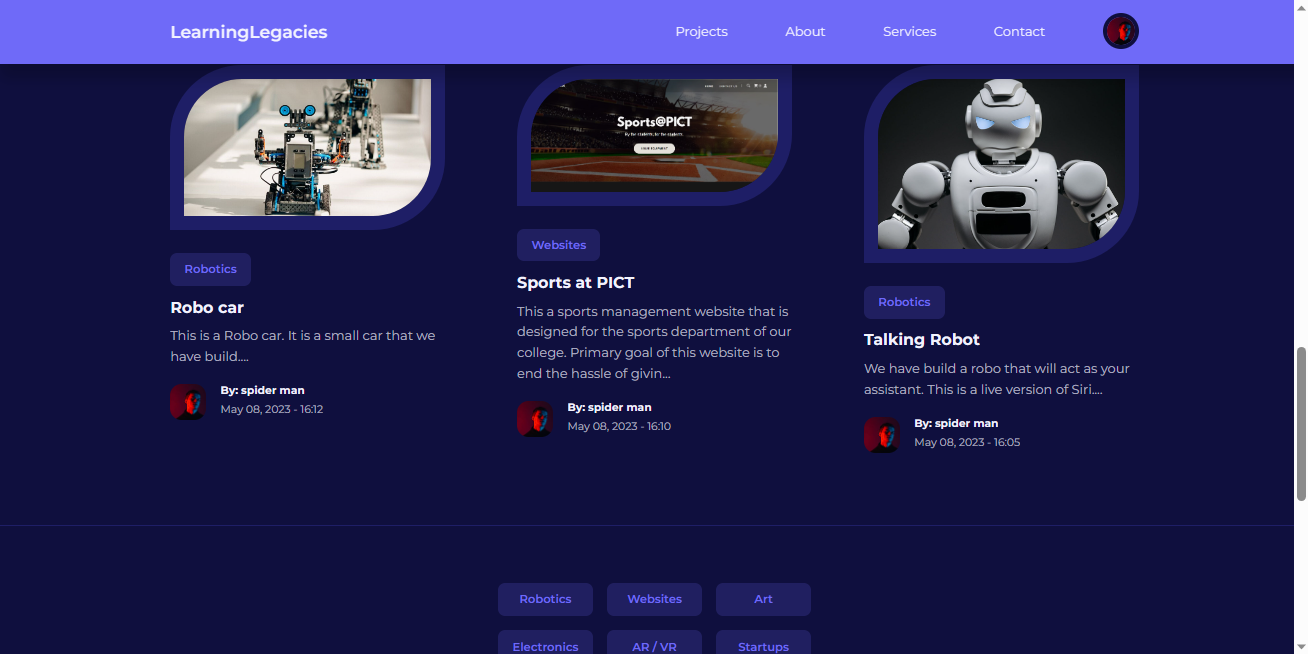 LearningLegacies
Projects About Services Contact
Robotics
Robo car
This is a Robo car. It is a small car that we
have build....
By: spider man
May 08, 2023 - 16:12
Sports@PICT
Websites
Sports at PICT
This a sports management website that is
designed for the sports department of our
college. Primary goal of this website is to
end the hassle of givin...
By: spider man
May 08, 2023 - 16:10
Robotics
Talking Robot
We have build a robo that will act as your
assistant. This is a live version of Siri....
By: spider man
May 08, 2023 - 16:05
Robotics Websites Art
Electronics AR / VR Startups